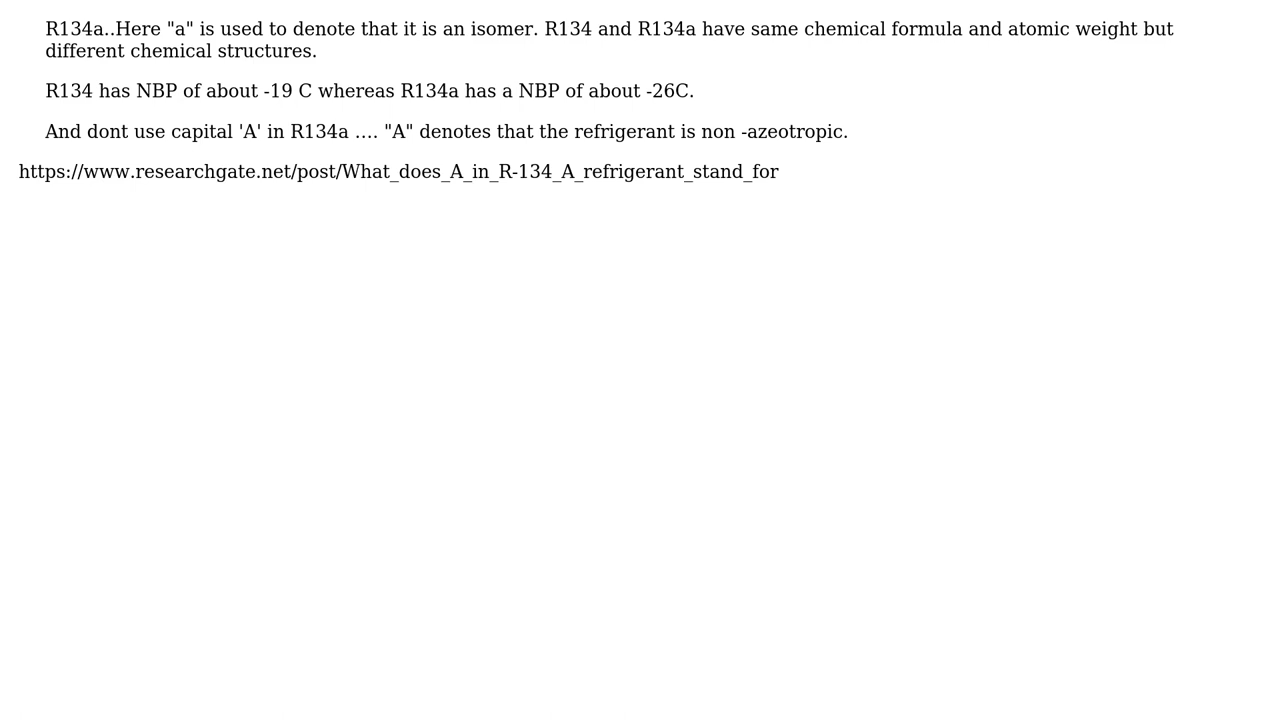 R134a..Here "a" is used to denote that it is an isomer. R134 and R134a have same chemical formula and atomic weight but
different chemical structures.
R134 has NBP of about -19 C whereas R134a has a NBP of about -26C.
And dont use capital 'A' in R134a .... "A" denotes that the refrigerant is non -azeotropic.
https://www.researchgate.net/post/What_does_A_in_R-134_A_refrigerant_stand_for